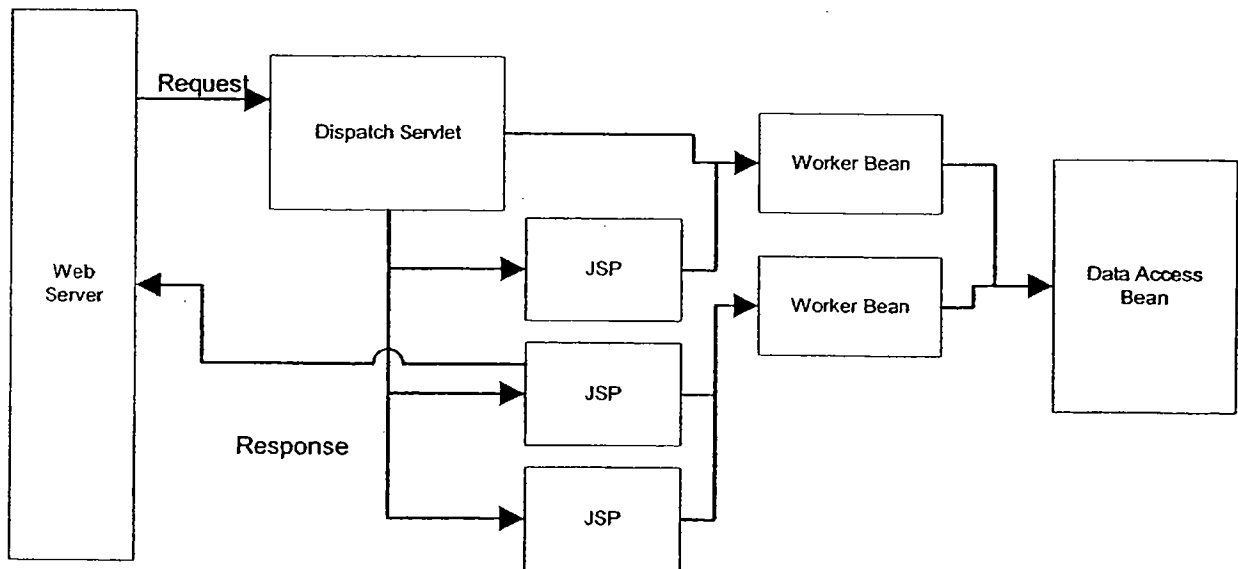 Request
Dispatch Servlet
Worker Bean
JSP
Web
Server
Worker Bean
Data Access
Bean
JSP
Response
JSP